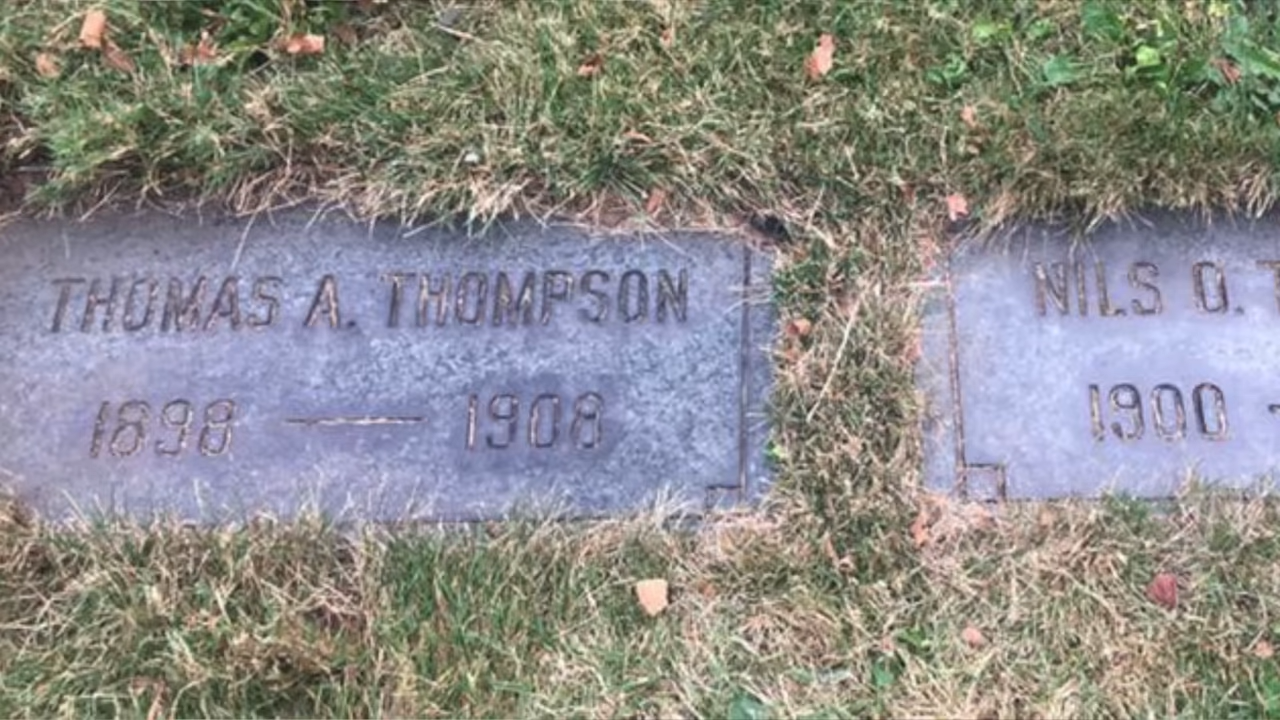 THOMAS A. THOMPSON
1898 — 1908
NILS O. T
1900 -